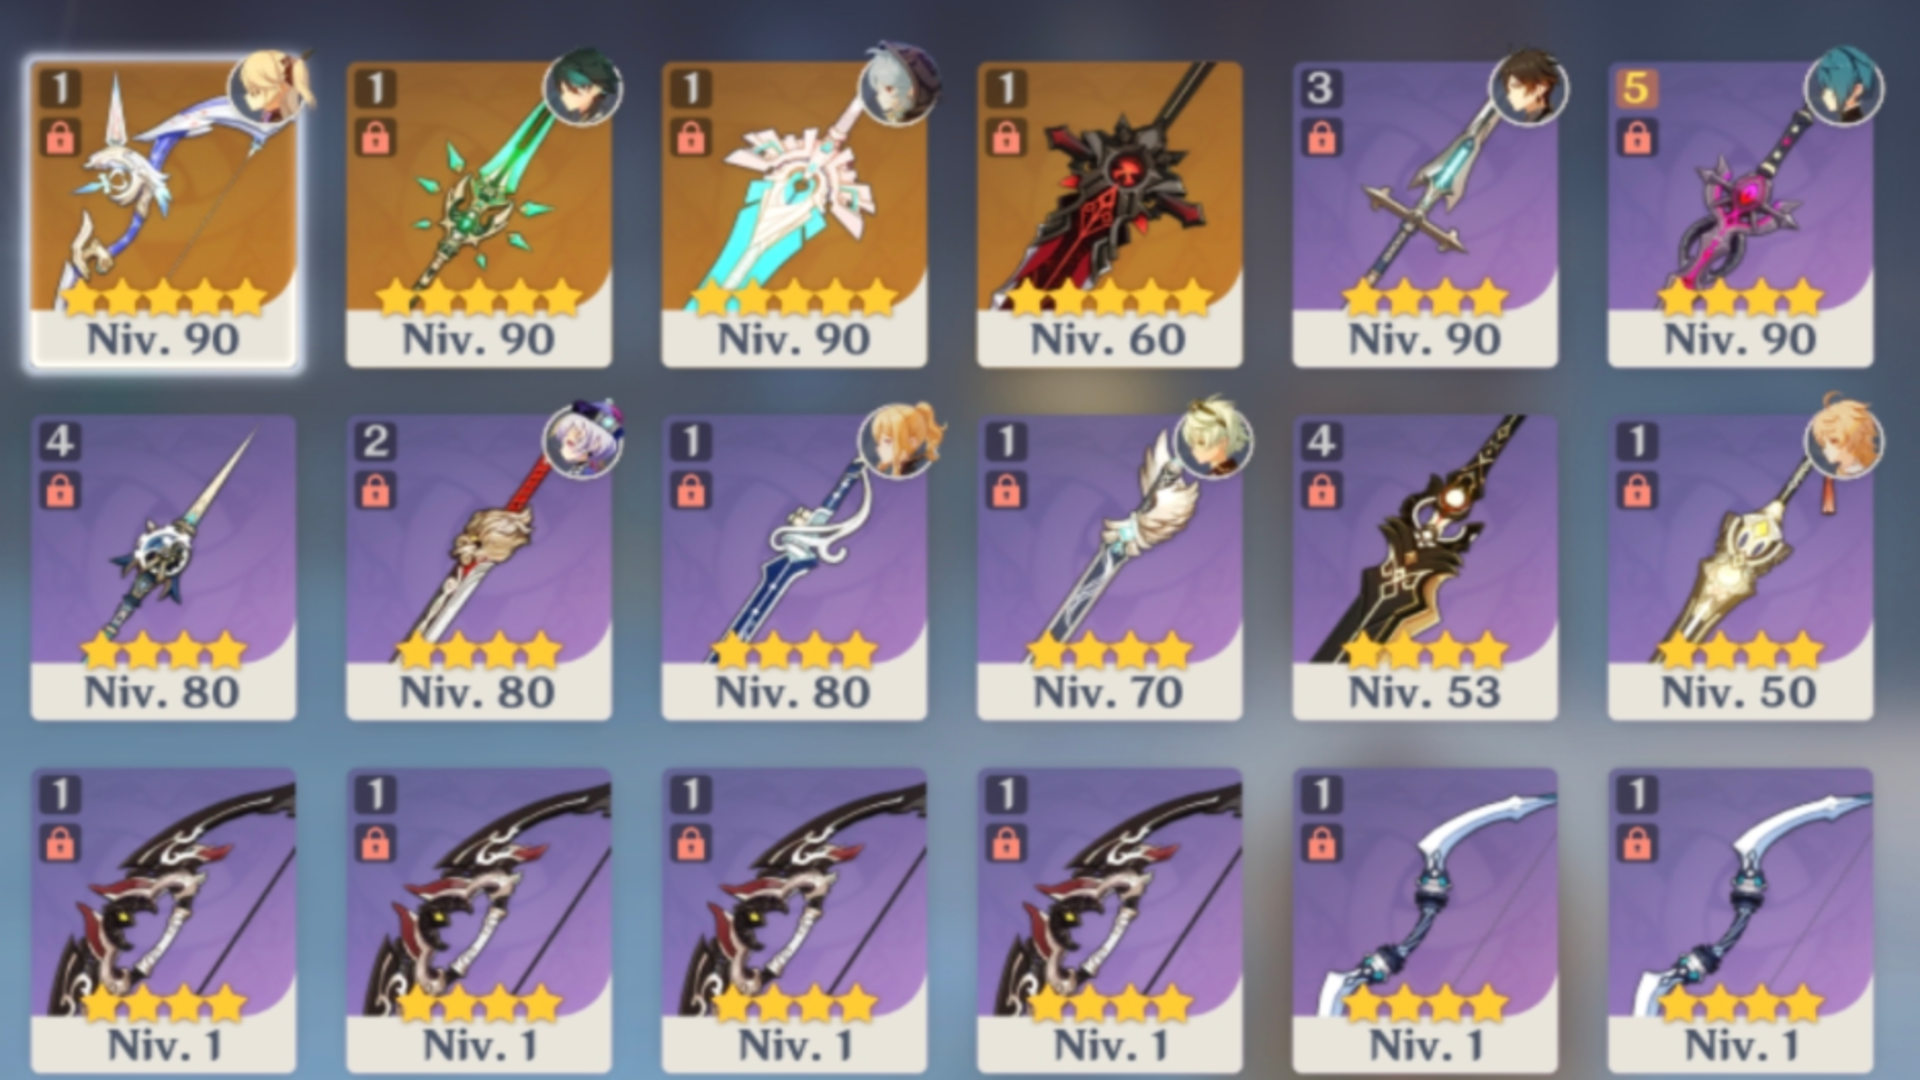 1 1 1 1 3 5
Niv. 90 Niv. 90 Niv. 90 Niv. 60 Niv. 90 Niv. 90
4 2 1 1 4 1
Niv. 80 Niv. 80 Niv. 80 Niv. 70 Niv. 53 Niv. 50
1 1 1 1 1 1
Niv. 1 Niv. 1 Niv. 1 Niv. 1 Niv. 1 Niv. 1